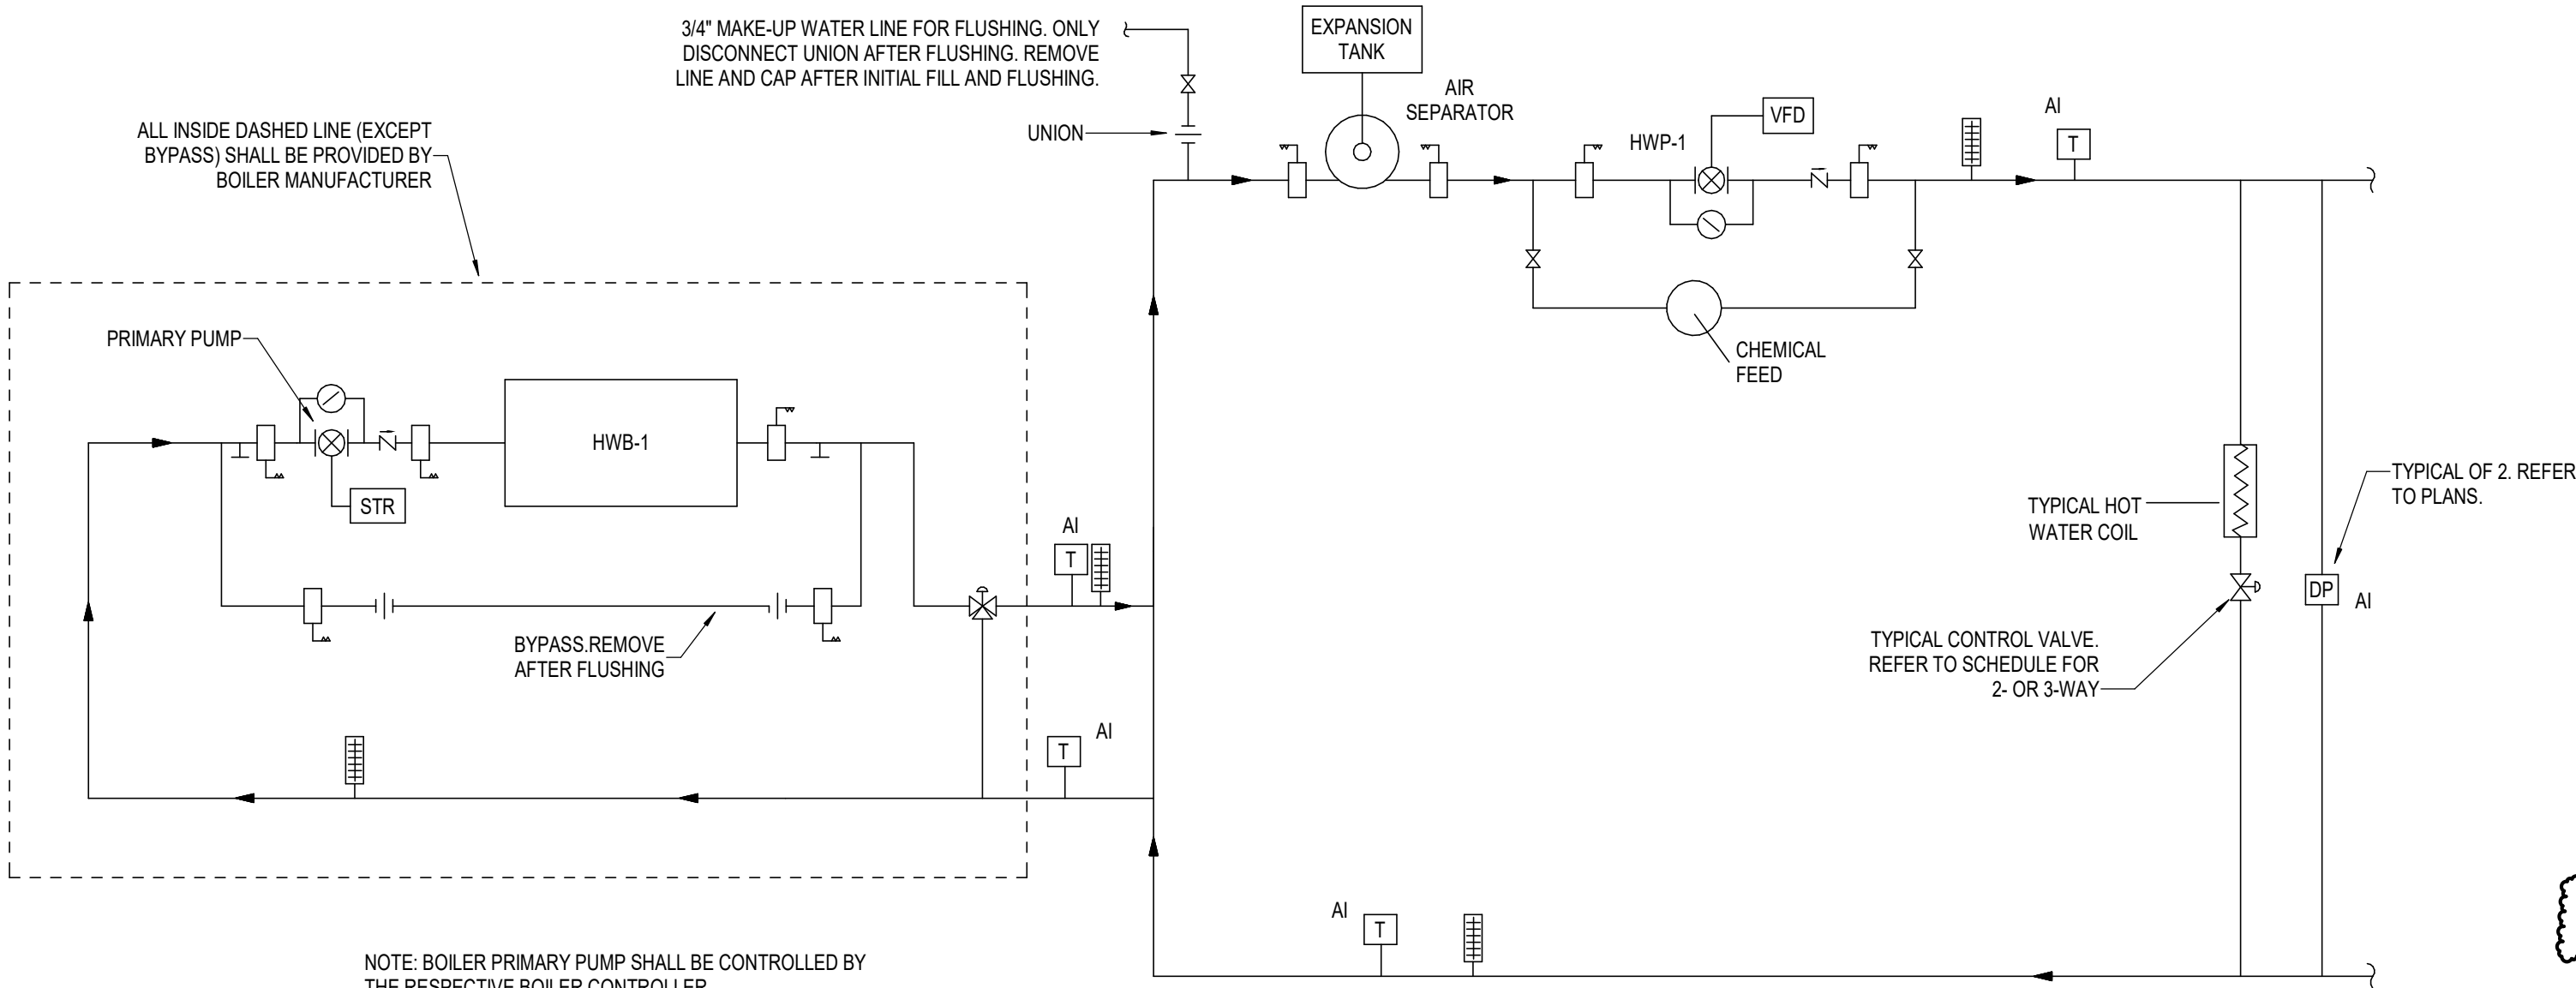 3/4" MAKE-UP WATER LINE FOR FLUSHING. ONLY
DISCONNECT UNION AFTER FLUSHING. REMOVE
LINE AND CAP AFTER INITIAL FILL AND FLUSHING.
EXPANSION
TANK
AIR
SEPARATOR
UNION
HWP-1
VFD
AI
T
ALL INSIDE DASHED LINE (EXCEPT
BYPASS) SHALL BE PROVIDED BY
BOILER MANUFACTURER
CHEMICAL
FEED
PRIMARY PUMP
HWB-1
STR
AI
T
BYPASS.REMOVE
AFTER FLUSHING
AI
T
TYPICAL HOT
WATER COIL
TYPICAL OF 2. REFER
TO PLANS.
DP
AI
TYPICAL CONTROL VALVE.
REFER TO SCHEDULE FOR
2- OR 3-WAY
AI
T
NOTE: BOILER PRIMARY PUMP SHALL BE CONTROLLED BY
THE RESPECTIVE BOILER CONTROLLER